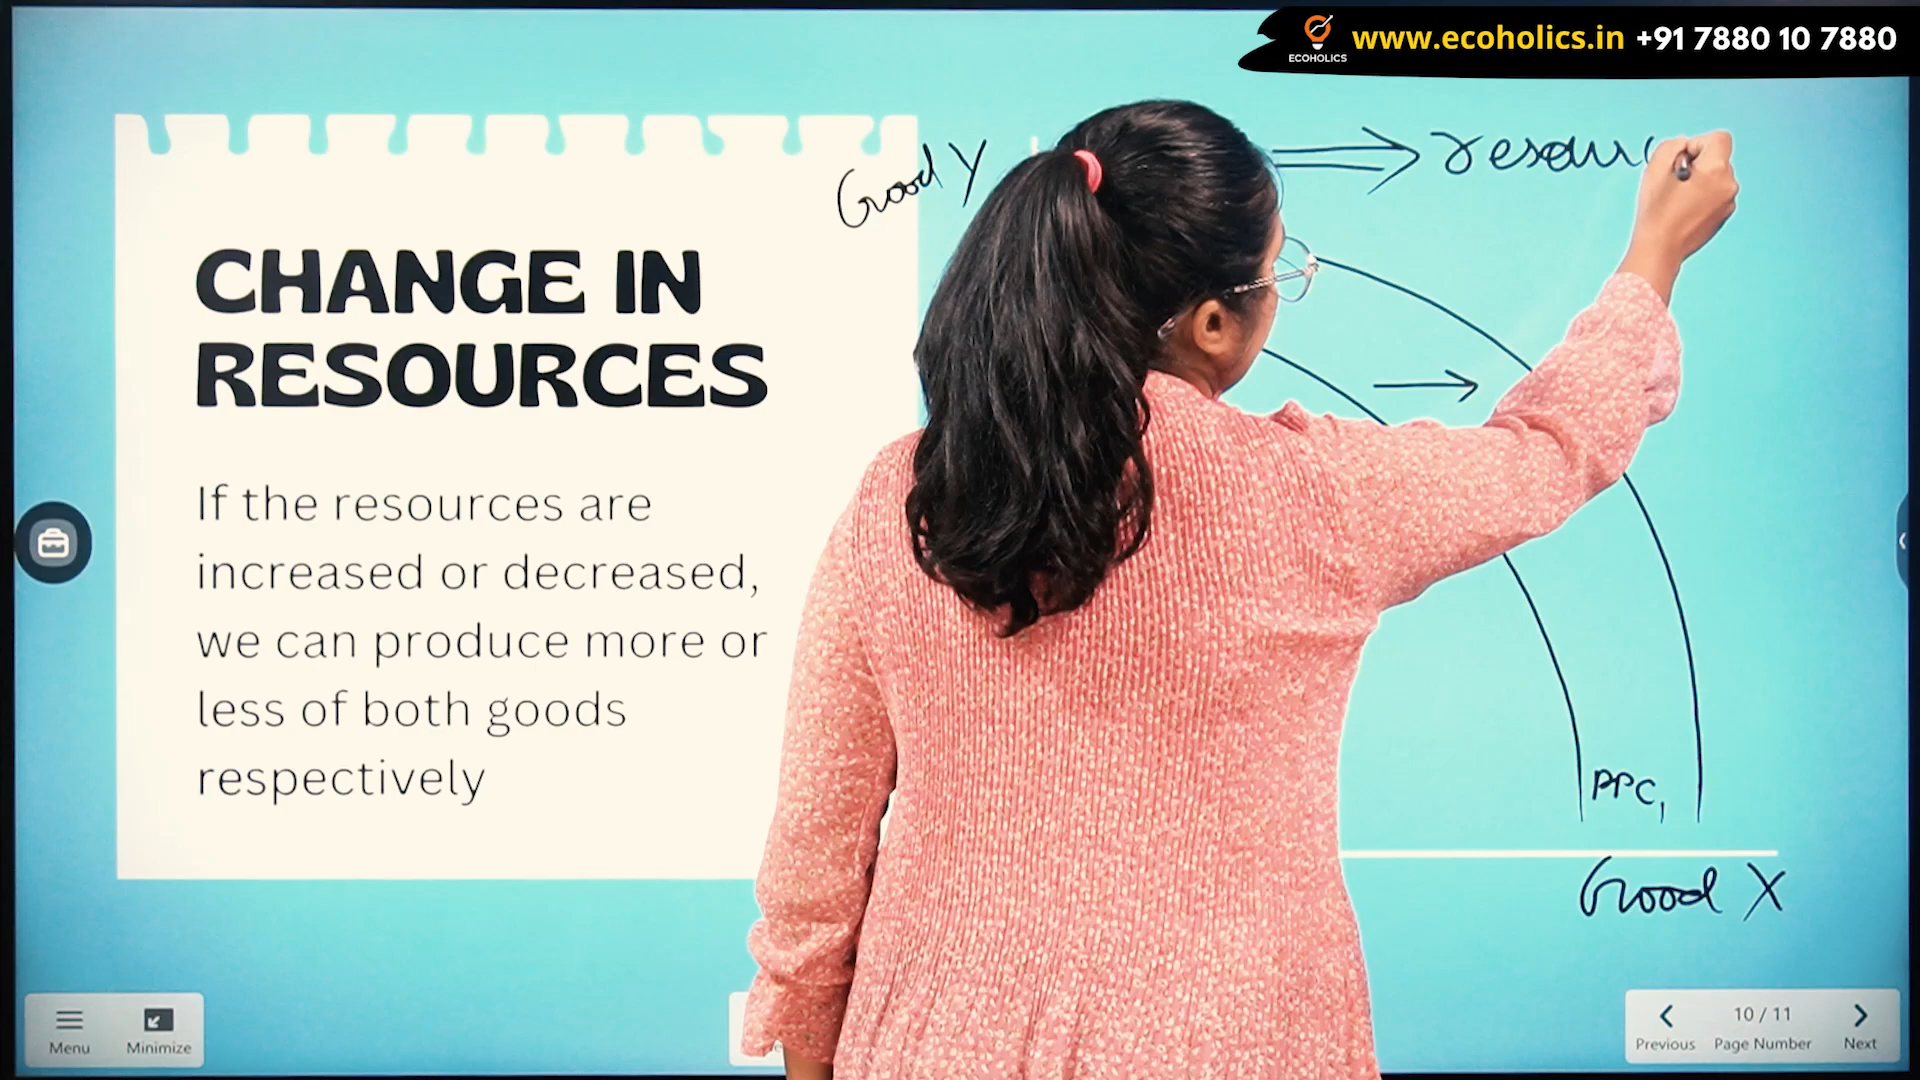 ECOHOLICS
www.ecoholics.in +91 7880 10 7880
Good Y
CHANGE IN
RESOURCES
If the resources are
increased or decreased,
we can produce more or
less of both goods
respectively
PPC1
Good X
Menu
Minimize
10 / 11
Previous
Page Number
Next